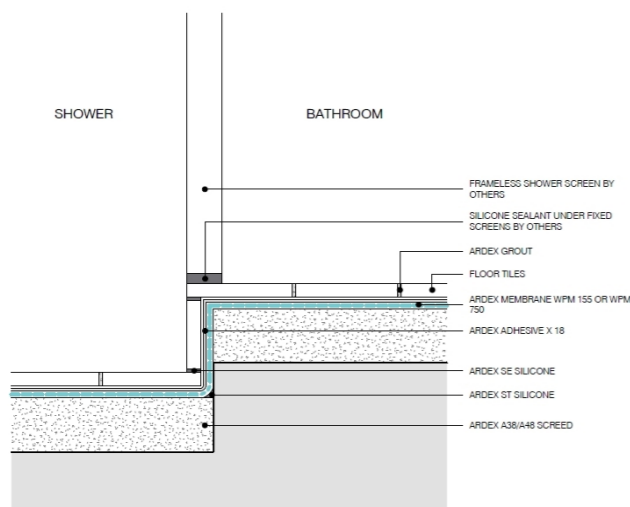 SHOWER
BATHROOM
FRAMELESS SHOWER SCREEN BY
OTHERS
SILICONE SEALANT UNDER FIXED
SCREENS BY OTHERS
ARDEX GROUT
FLOOR TILES
ARDEX MEMBRANE WPM 155 OR WPM
750
ARDEX ADHESIVE X 18
ARDEX SE SILICONE
ARDEX ST SILICONE
ARDEX A38/A48 SCREED